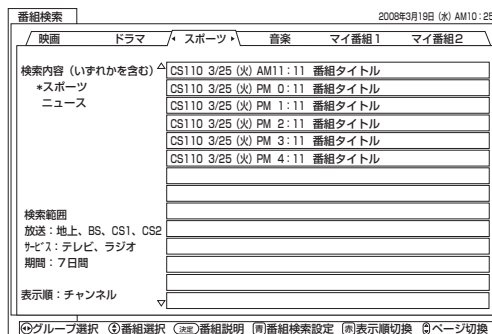 番組検索
2008年3月19日 (水) AM10:25
映画 ドラマ スポーツ 音楽 マイ番組1 マイ番組2
検索内容 (いずれかを含む)
*スポーツ
ニュース
CS110 3/25 (火) AM11:11 番組タイトル
CS110 3/25 (火) PM 0:11 番組タイトル
CS110 3/25 (火) PM 1:11 番組タイトル
CS110 3/25 (火) PM 2:11 番組タイトル
CS110 3/25 (火) PM 3:11 番組タイトル
CS110 3/25 (火) PM 4:11 番組タイトル
検索範囲
放送:地上、BS、CS1、CS2
サービス:テレビ、ラジオ
期間:7日間
表示順:チャンネル
グループ選択 番組選択 決定 番組説明 青 番組検索設定 赤 表示順切換 ページ切換